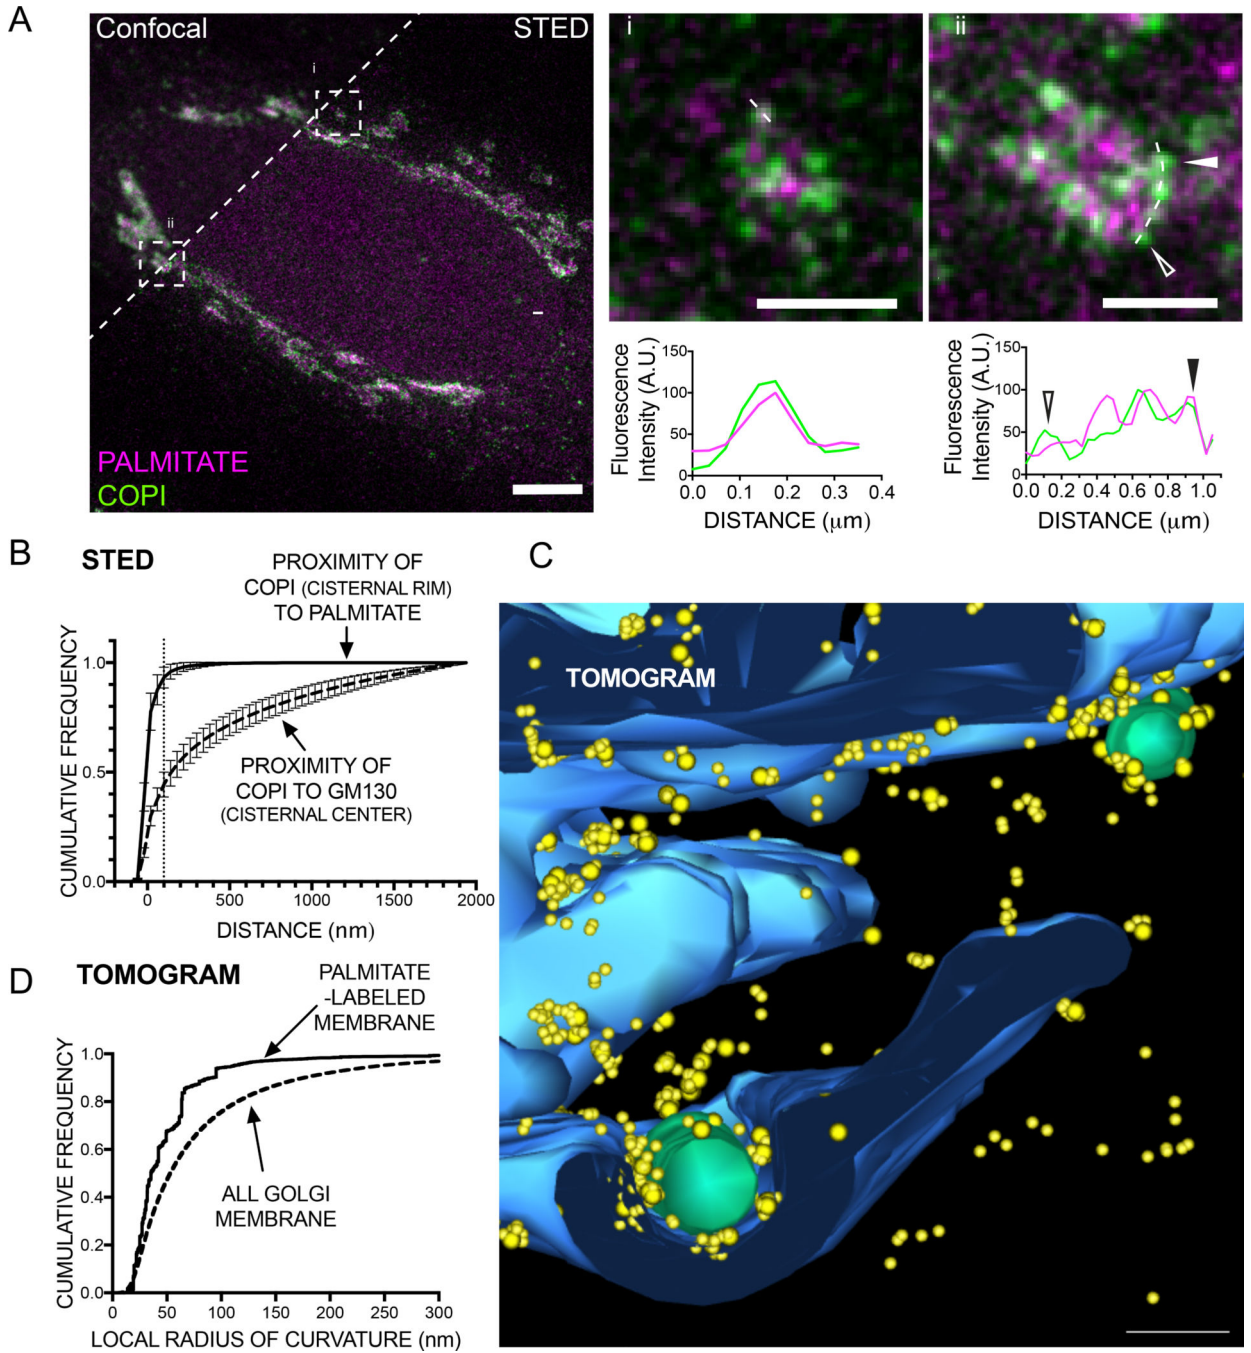 A
Confocal
STED
i
ii
PALMITATE
COPI
i
ii
Fluorescence
Intensity (A.U.)
150
100
50
0
0.0 0.1 0.2 0.3 0.4
DISTANCE (μm)
Fluorescence
Intensity (A.U.)
150
100
50
0
0.0 0.2 0.4 0.6 0.8 1.0
DISTANCE (μm)
B
STED
PROXIMITY OF
COPI (CISTERNAL RIM)
TO PALMITATE
CUMULATIVE FREQUENCY
1.0
0.5
0.0
PROXIMITY OF
COPI TO GM130
(CISTERNAL CENTER)
0 500 1000 1500 2000
DISTANCE (nm)
C
TOMOGRAM
D
TOMOGRAM
PALMITATE
-LABELED
MEMBRANE
CUMULATIVE FREQUENCY
1.0
0.8
0.6
0.4
0.2
0.0
ALL GOLGI
MEMBRANE
0 50 100 150 200 250 300
LOCAL RADIUS OF CURVATURE (nm)